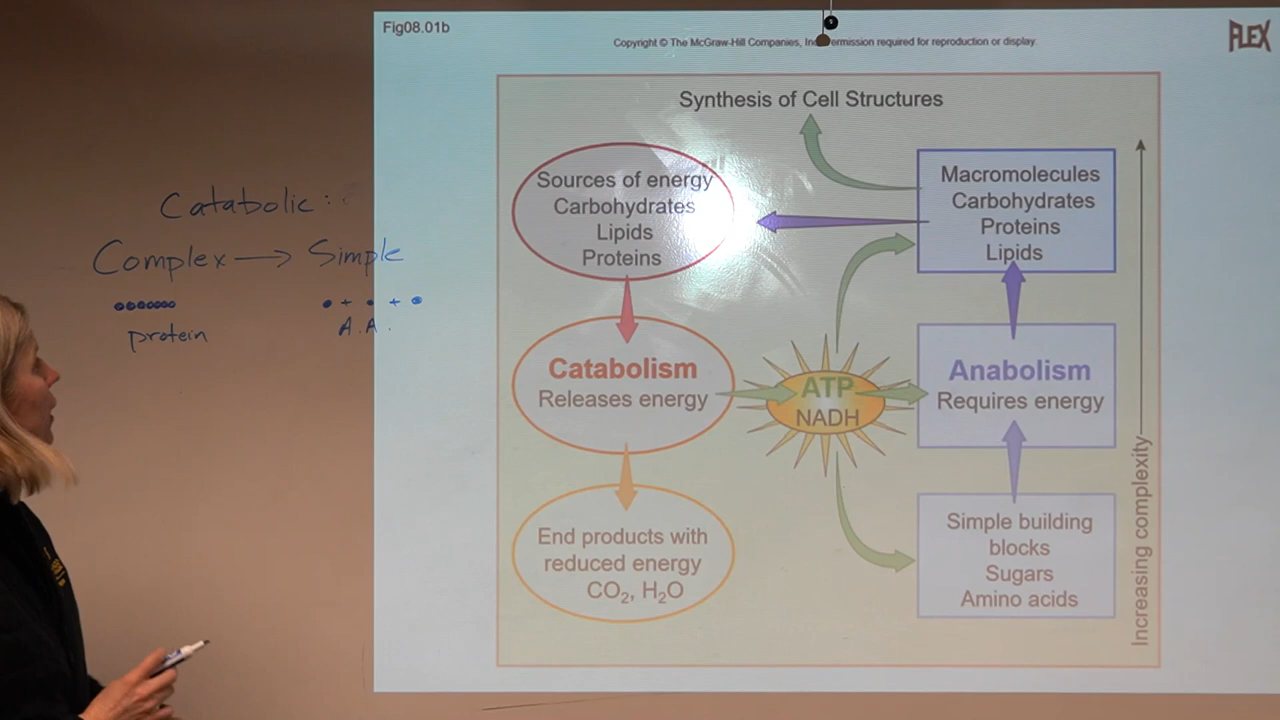 Fig08.01b
Copyright © The McGraw-Hill Companies, Inc. Permission required for reproduction or display.
FLEX
Synthesis of Cell Structures
Catabolic :
Complex → Simple
+ +
protein
A.A.
Sources of energy
Carbohydrates
Lipids
Proteins
Macromolecules
Carbohydrates
Proteins
Lipids
Catabolism
Releases energy
ATP
NADH
Anabolism
Requires energy
End products with
reduced energy
CO₂, H₂O
Simple building
blocks
Sugars
Amino acids
Increasing complexity